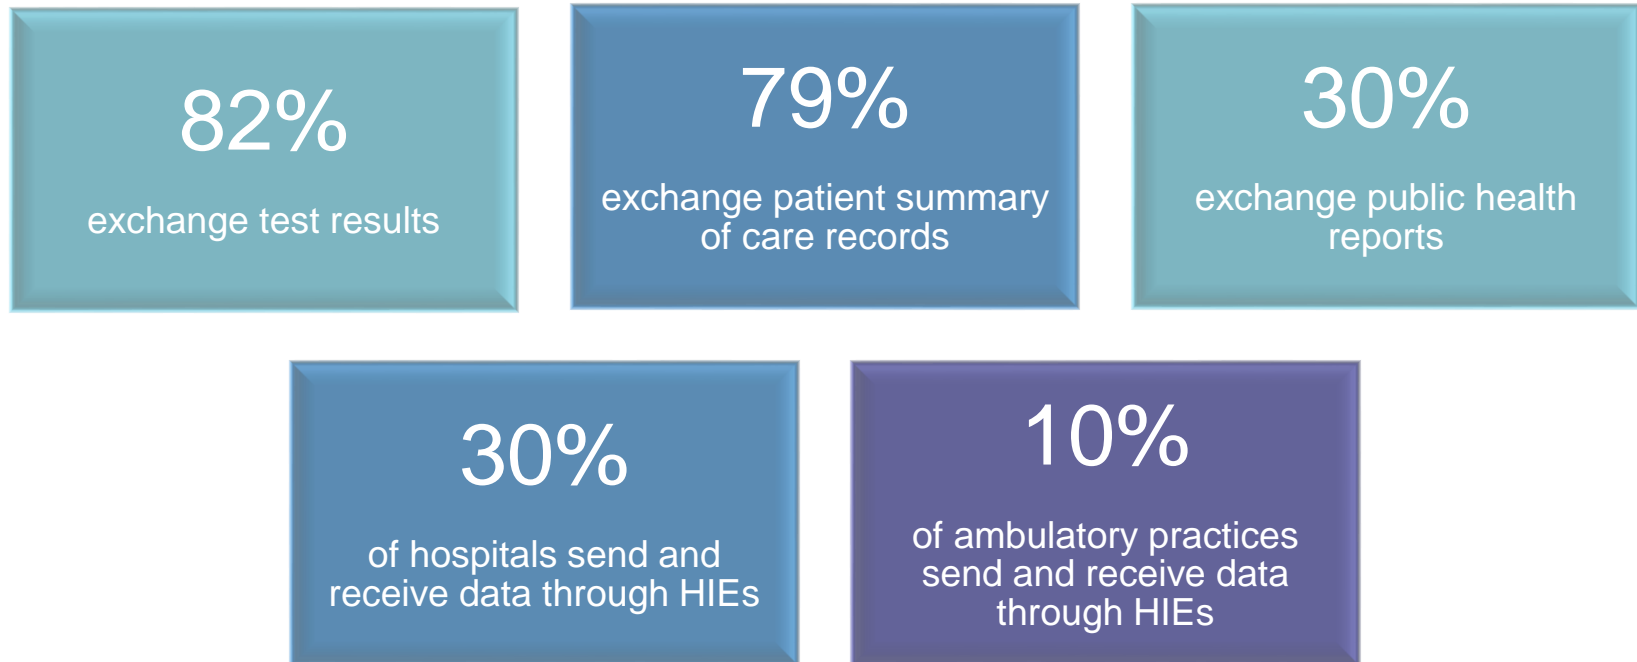 82%
exchange test results
79%
exchange patient summary
of care records
30%
exchange public health
reports
30%
of hospitals send and
receive data through HIEs
10%
of ambulatory practices
send and receive data
through HIEs